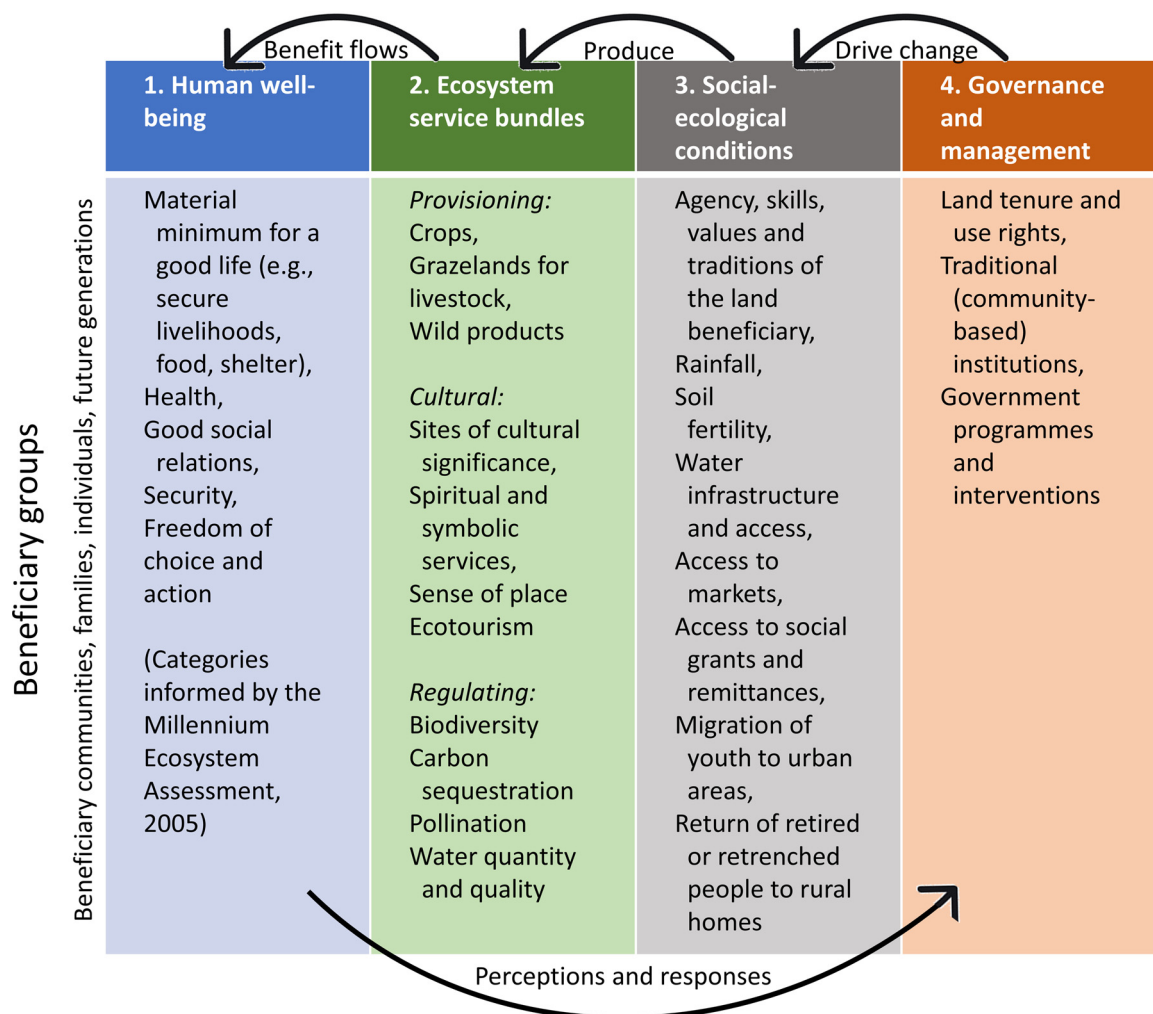 Benefit flows
Produce
Drive change
1. Human well-
being
2. Ecosystem
service bundles
3. Social-
ecological
conditions
4. Governance
and
management
Beneficiary groups
Beneficiary communities, families, individuals, future generations
Material
minimum for a
good life (e.g.,
secure
livelihoods,
food, shelter),
Health,
Good social
relations,
Security,
Freedom of
choice and
action
(Categories
informed by the
Millennium
Ecosystem
Assessment,
2005)
Provisioning:
Crops,
Grazelands for
livestock,
Wild products
Cultural:
Sites of cultural
significance,
Spiritual and
symbolic
services,
Sense of place
Ecotourism
Regulating:
Biodiversity
Carbon
sequestration
Pollination
Water quantity
and quality
Agency, skills,
values and
traditions of
the land
beneficiary,
Rainfall,
Soil
fertility,
Water
infrastructure
and access,
Access to
markets,
Access to social
grants and
remittances,
Migration of
youth to urban
areas,
Return of retired
or retrenched
people to rural
homes
Land tenure and
use rights,
Traditional
(community-
based)
institutions,
Government
programmes
and
interventions
Perceptions and responses